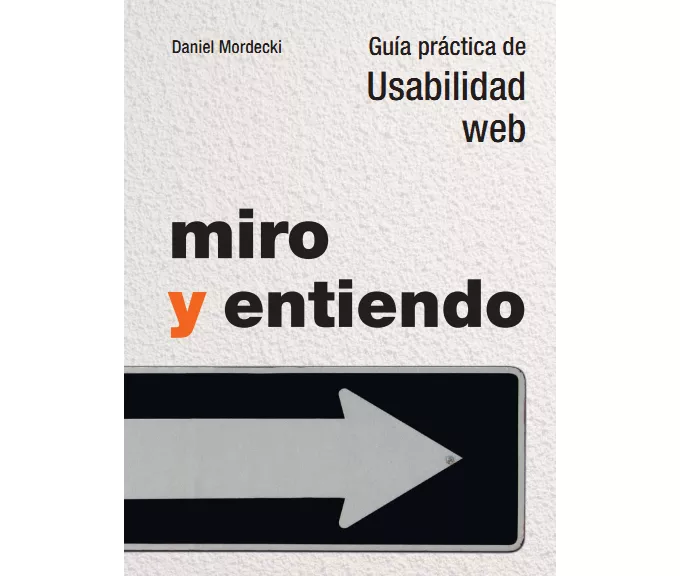 Daniel Mordecki
Guía práctica de
Usabilidad
web
miro
y entiendo